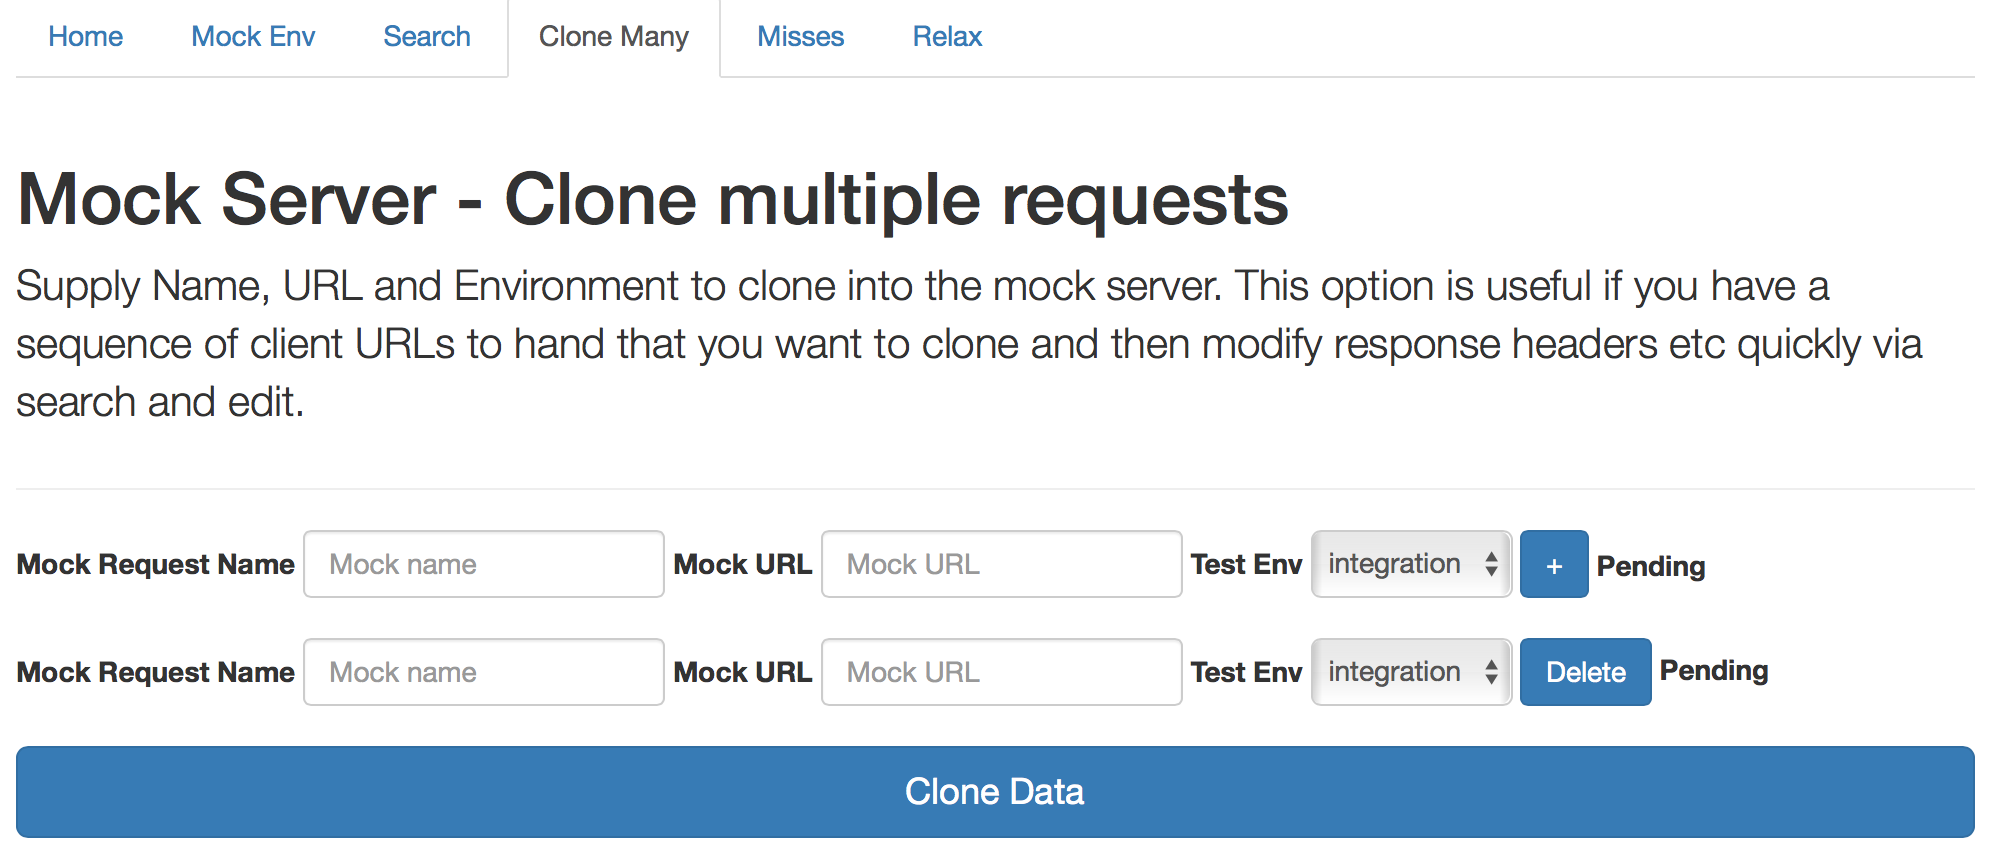 Home Mock Env Search Clone Many Misses Relax
Mock Server - Clone multiple requests
Supply Name, URL and Environment to clone into the mock server. This option is useful if you have a
sequence of client URLs to hand that you want to clone and then modify response headers etc quickly via
search and edit.
Mock Request Name Mock name Mock URL Mock URL Test Env integration + Pending
Mock Request Name Mock name Mock URL Mock URL Test Env integration Delete Pending
Clone Data